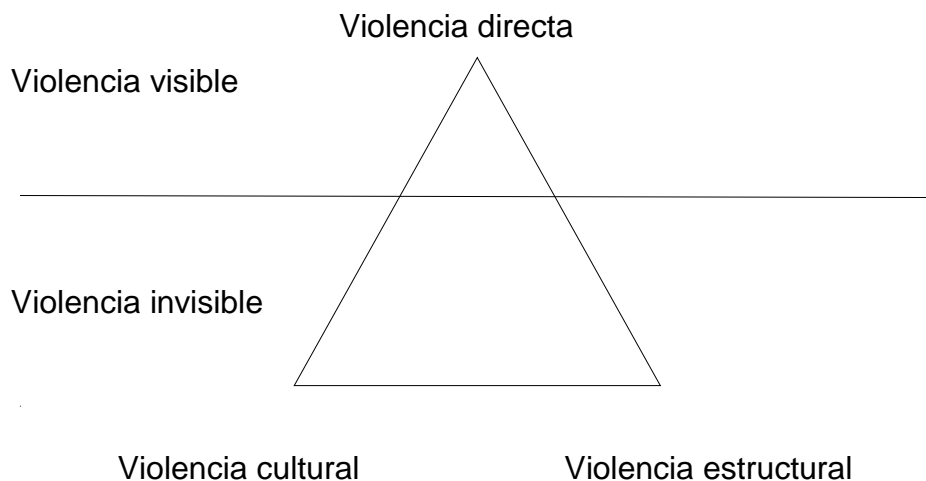 Violencia directa
Violencia visible
Violencia invisible
Violencia cultural
Violencia estructural